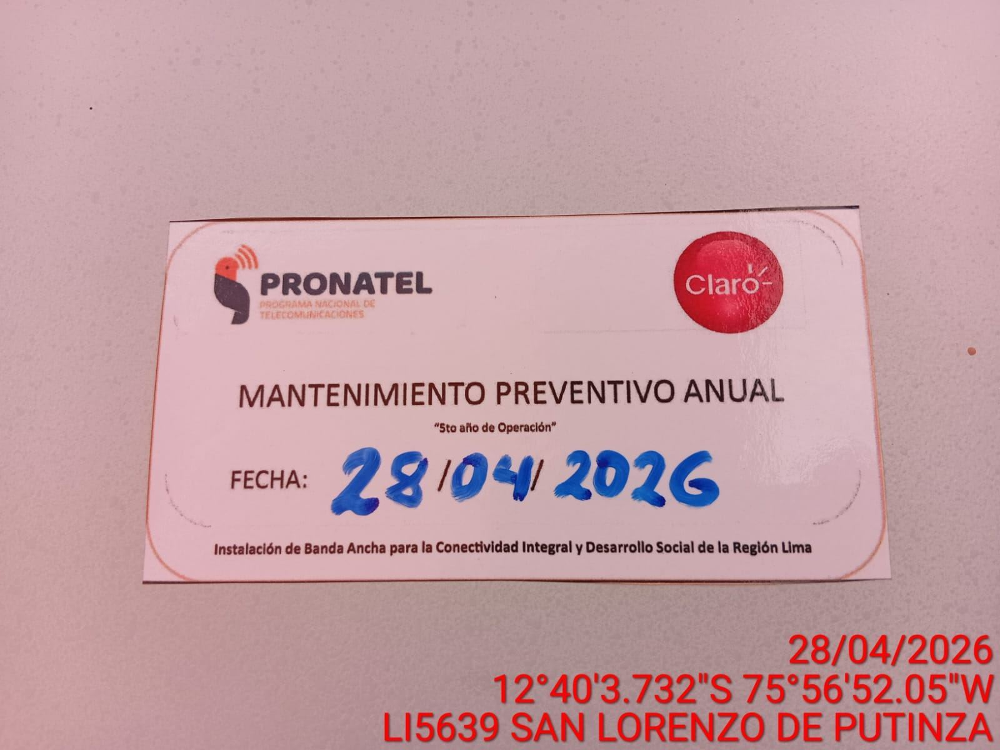 PRONATEL
PROGRAMA NACIONAL DE
TELECOMUNICACIONES
Claro
MANTENIMIENTO PREVENTIVO ANUAL
"5to año de Operación"
FECHA: 28/04/2026
Instalación de Banda Ancha para la Conectividad Integral y Desarrollo Social de la Región Lima
28/04/2026
12°40'3.732"S 75°56'52.05"W
LI5639 SAN LORENZO DE PUTINZA